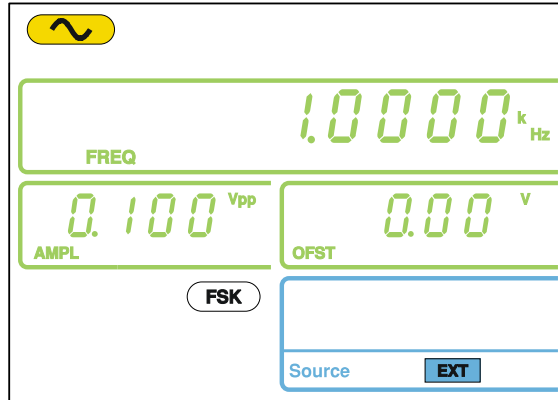 1.0000 k Hz
FREQ
0.100 Vpp
AMPL
0.00 V
OFST
FSK
Source EXT